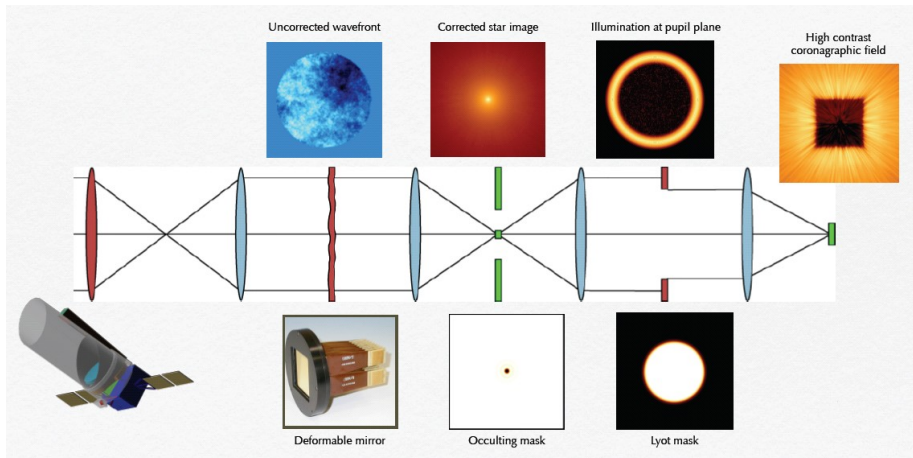 Uncorrected wavefront
Corrected star image
Illumination at pupil plane
High contrast
coronagraphic field
Deformable mirror
Occulting mask
Lyot mask